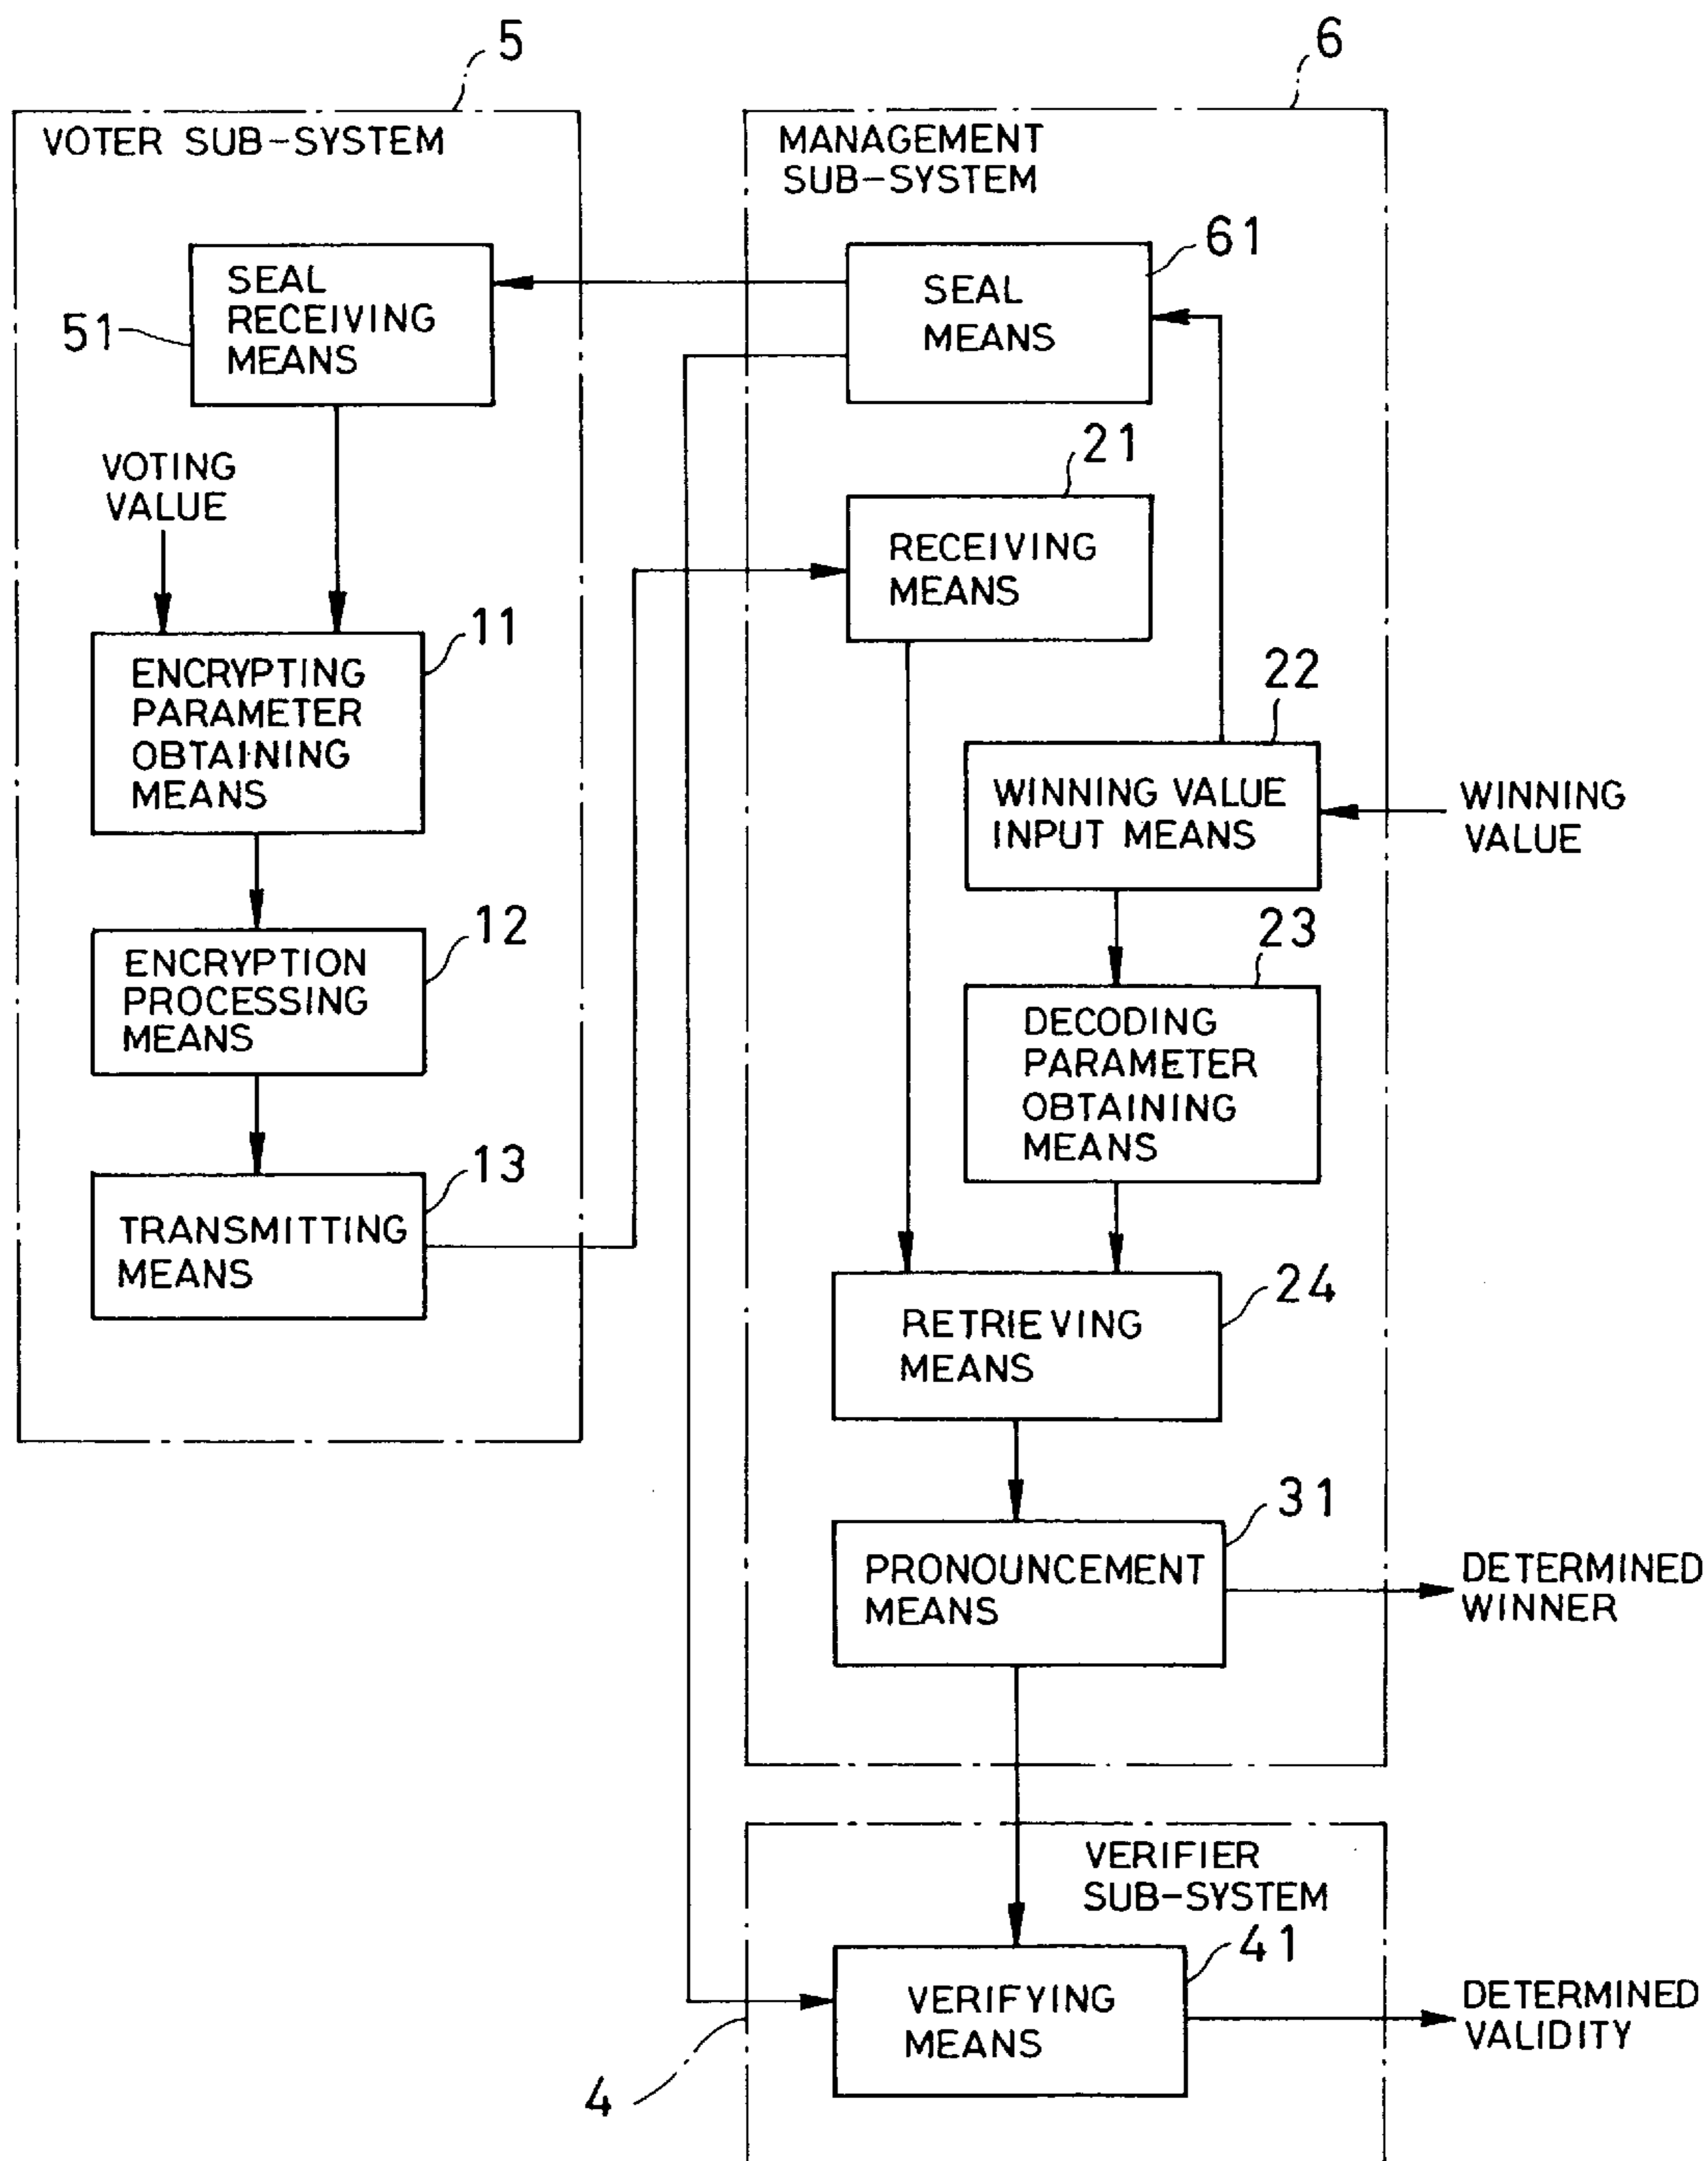 5
6
VOTER SUB-SYSTEM
MANAGEMENT
SUB-SYSTEM
61
SEAL
RECEIVING
MEANS
51
SEAL
MEANS
21
VOTING
VALUE
RECEIVING
MEANS
11
ENCRYPTING
PARAMETER
OBTAINING
MEANS
22
WINNING VALUE
INPUT MEANS
WINNING
VALUE
12
ENCRYPTION
PROCESSING
MEANS
23
DECODING
PARAMETER
OBTAINING
MEANS
13
TRANSMITTING
MEANS
24
RETRIEVING
MEANS
31
PRONOUNCEMENT
MEANS
DETERMINED
WINNER
VERIFIER
SUB-SYSTEM
41
VERIFYING
MEANS
DETERMINED
VALIDITY
4